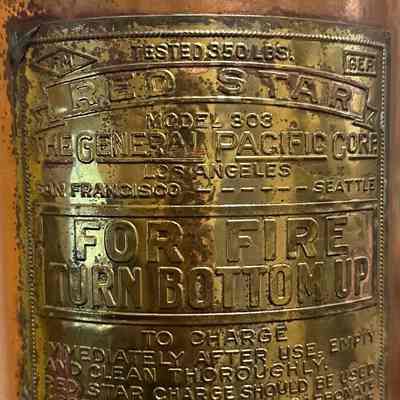 FM TESTED 350 LBS. G.E.P.
RED STAR
MODEL 803
THE GENERAL PACIFIC CORP.
LOS ANGELES
SAN FRANCISCO - - - - - - SEATTLE
FOR FIRE
TURN BOTTOM UP
TO CHARGE
IMMEDIATELY AFTER USE, EMPTY
AND CLEAN THOROUGHLY.
RED STAR CHARGE SHOULD BE USED